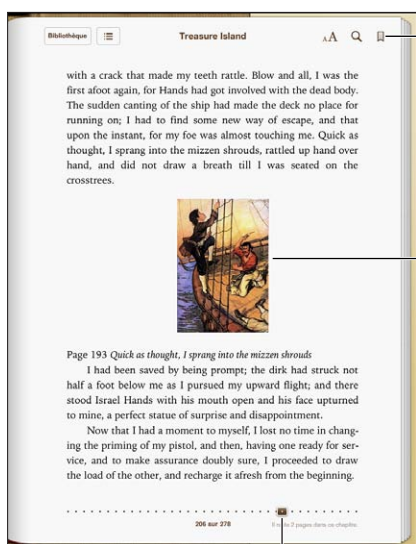 Bibliothèque
Treasure Island
AA
with a crack that made my teeth rattle. Blow and all, I was the
first afoot again, for Hands had got involved with the dead body.
The sudden canting of the ship had made the deck no place for
running on; I had to find some new way of escape, and that
upon the instant, for my foe was almost touching me. Quick as
thought, I sprang into the mizzen shrouds, rattled up hand over
hand, and did not draw a breath till I was seated on the
crosstrees.
Page 193 Quick as thought, I sprang into the mizzen shrouds
I had been saved by being prompt; the dirk had struck not
half a foot below me as I pursued my upward flight; and there
stood Israel Hands with his mouth open and his face upturned
to mine, a perfect statue of surprise and disappointment.
Now that I had a moment to myself, I lost no time in chang-
ing the priming of my pistol, and then, having one ready for ser-
vice, and to make assurance doubly sure, I proceeded to draw
the load of the other, and recharge it afresh from the beginning.
206 sur 278
Il reste 2 pages dans ce chapitre.